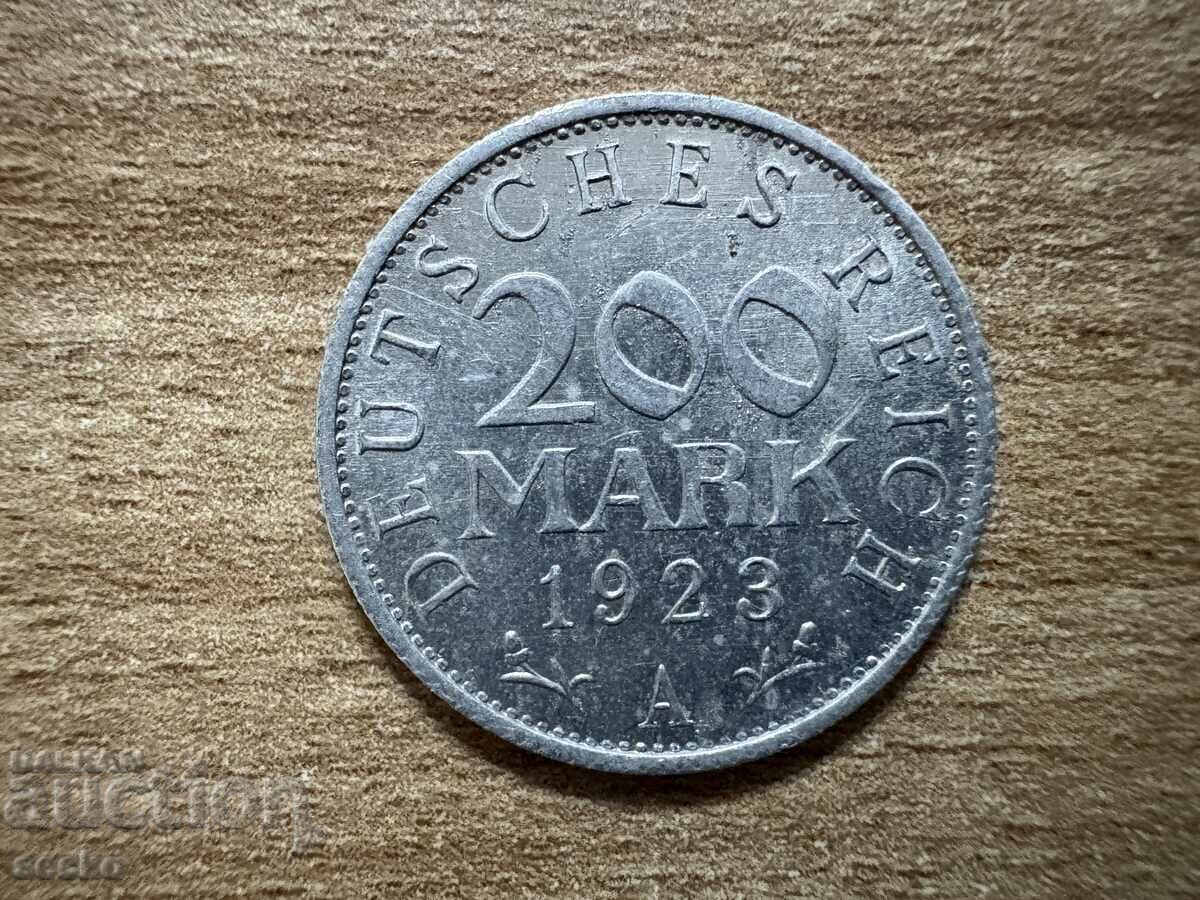 DEUTSCHES REICH
200
MARK
1923
A
BALKAN
auction
secko